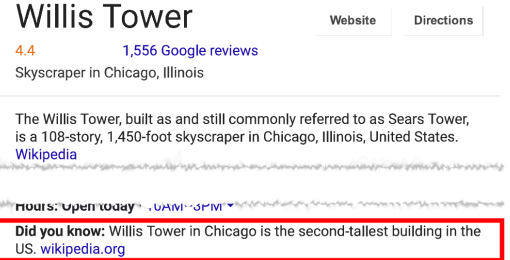 Willis Tower
Website
Directions
4.4
1,556 Google reviews
Skyscraper in Chicago, Illinois
The Willis Tower, built as and still commonly referred to as Sears Tower,
is a 108-story, 1,450-foot skyscraper in Chicago, Illinois, United States.
Wikipedia
Hours: Open today · 10AM–3PM
Did you know: Willis Tower in Chicago is the second-tallest building in the
US. wikipedia.org